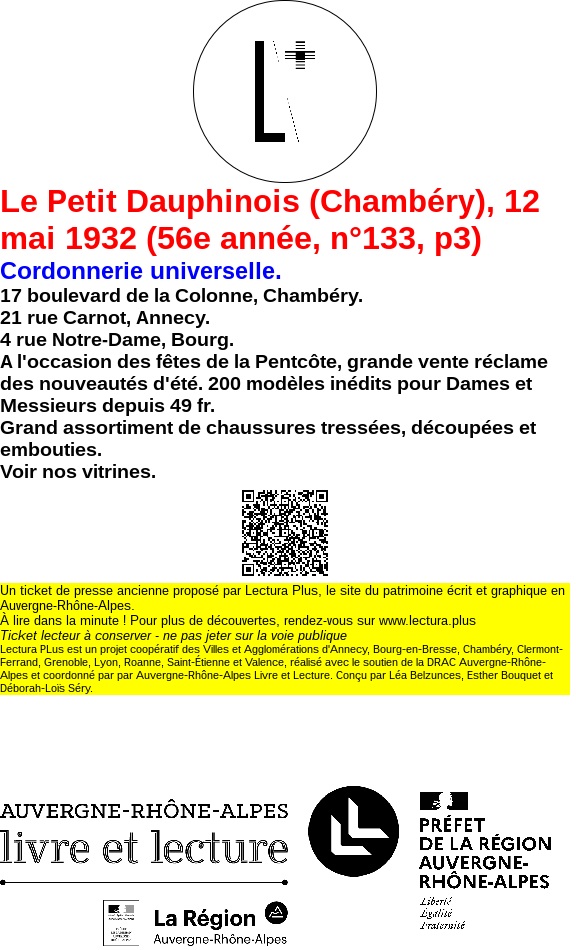 L+
Le Petit Dauphinois (Chambéry), 12
mai 1932 (56e année, n°133, p3)
Cordonnerie universelle.
17 boulevard de la Colonne, Chambéry.
21 rue Carnot, Annecy.
4 rue Notre-Dame, Bourg.
A l'occasion des fêtes de la Pentcôte, grande vente réclame
des nouveautés d'été. 200 modèles inédits pour Dames et
Messieurs depuis 49 fr.
Grand assortiment de chaussures tressées, découpées et
embouties.
Voir nos vitrines.
Un ticket de presse ancienne proposé par Lectura Plus, le site du patrimoine écrit et graphique en
Auvergne-Rhône-Alpes.
À lire dans la minute ! Pour plus de découvertes, rendez-vous sur www.lectura.plus
Ticket lecteur à conserver - ne pas jeter sur la voie publique
Lectura PLus est un projet coopératif des Villes et Agglomérations d'Annecy, Bourg-en-Bresse, Chambéry, Clermont-
Ferrand, Grenoble, Lyon, Roanne, Saint-Étienne et Valence, réalisé avec le soutien de la DRAC Auvergne-Rhône-
Alpes et coordonné par par Auvergne-Rhône-Alpes Livre et Lecture. Conçu par Léa Belzunces, Esther Bouquet et
Déborah-Loïs Séry.
AUVERGNE-RHÔNE-ALPES
livre et lecture
PRÉFET
DE LA RÉGION
AUVERGNE-
RHÔNE-ALPES
Liberté
Égalité
Fraternité
La Région
Auvergne-Rhône-Alpes